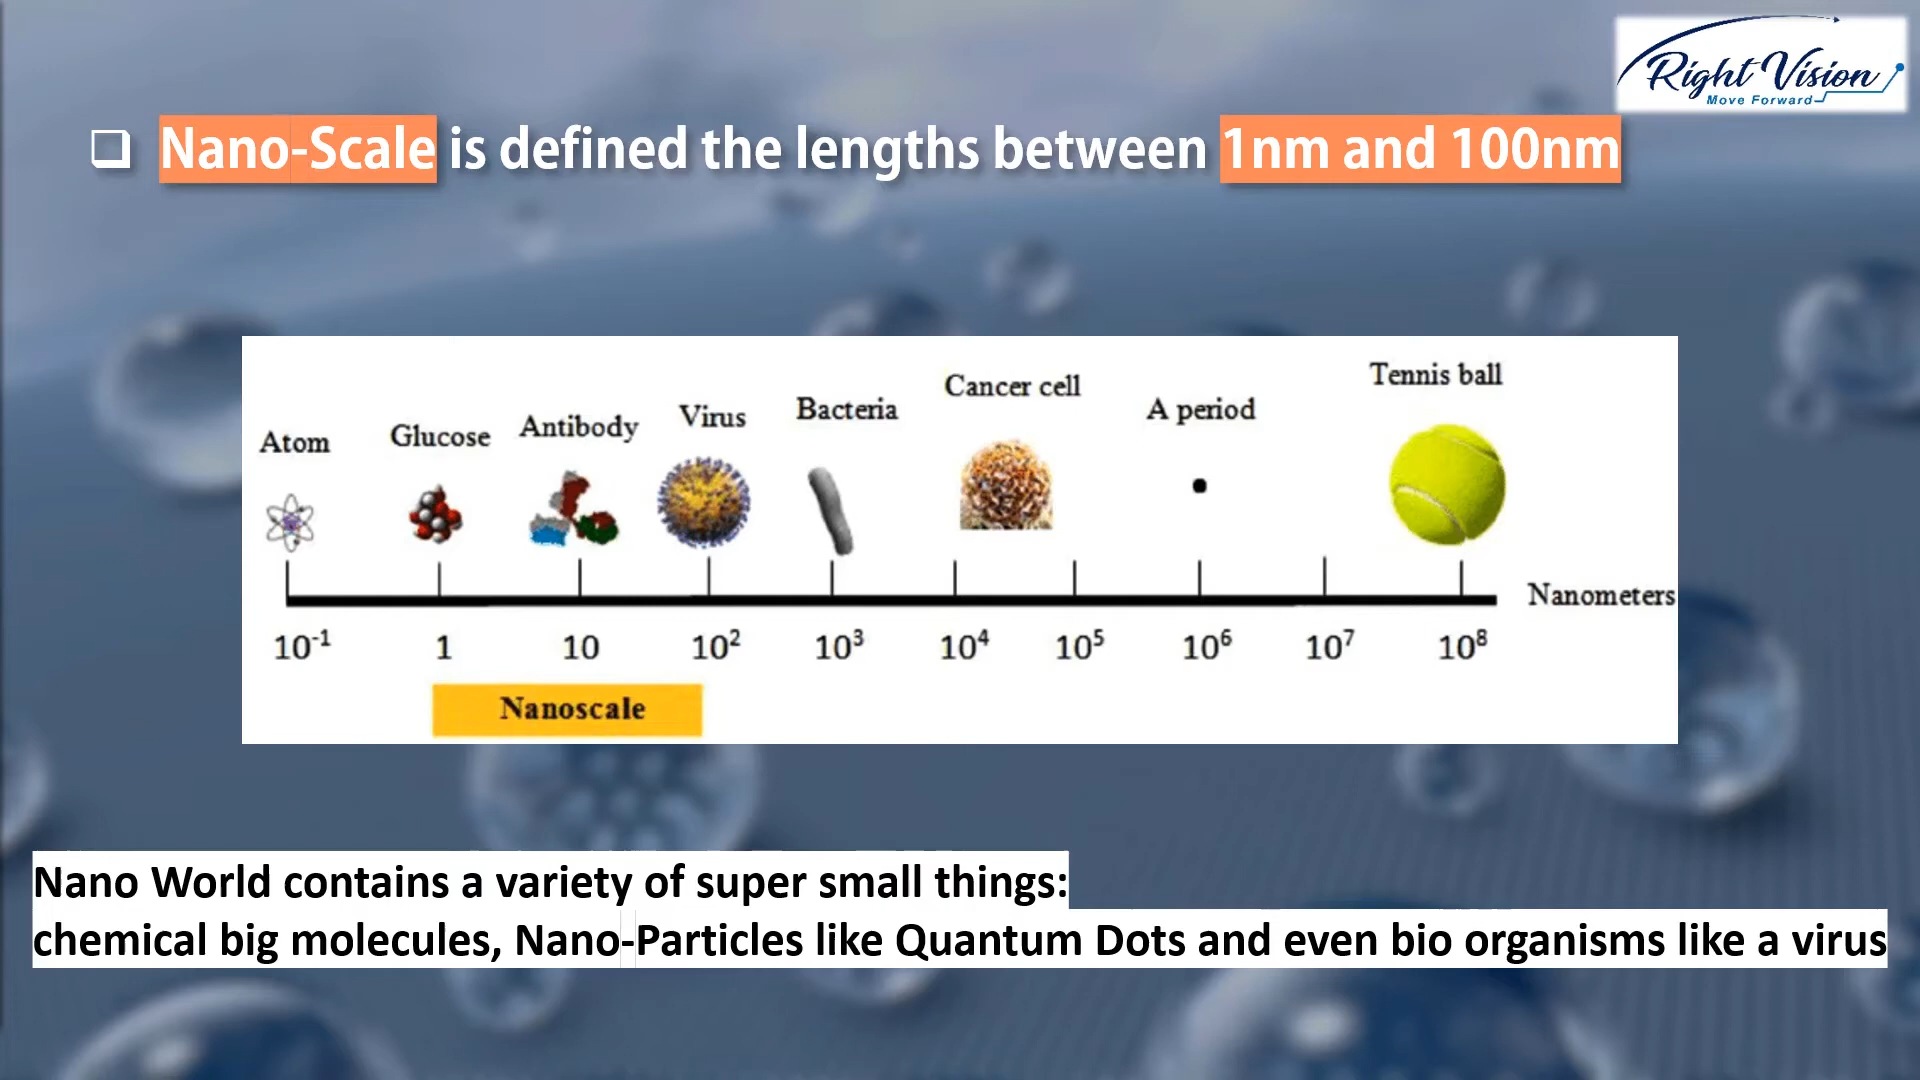 Right Vision
Move Forward
❑ Nano-Scale is defined the lengths between 1nm and 100nm
Atom Glucose Antibody Virus Bacteria Cancer cell A period Tennis ball
Nanometers
10⁻¹ 1 10 10² 10³ 10⁴ 10⁵ 10⁶ 10⁷ 10⁸
Nanoscale
Nano World contains a variety of super small things:
chemical big molecules, Nano-Particles like Quantum Dots and even bio organisms like a virus